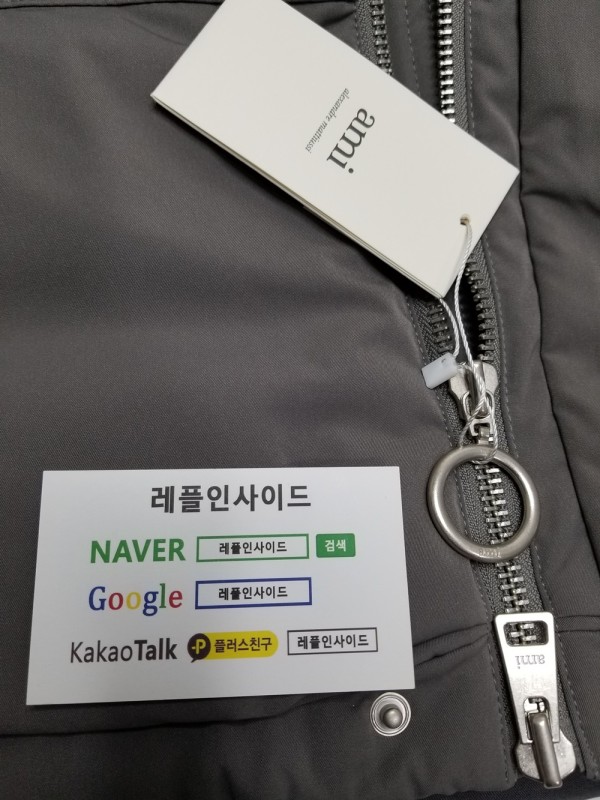 ami
alexandre mattiussi
레플인사이드
NAVER 레플인사이드 검색
Google 레플인사이드
KakaoTalk P 플러스친구 레플인사이드
ami